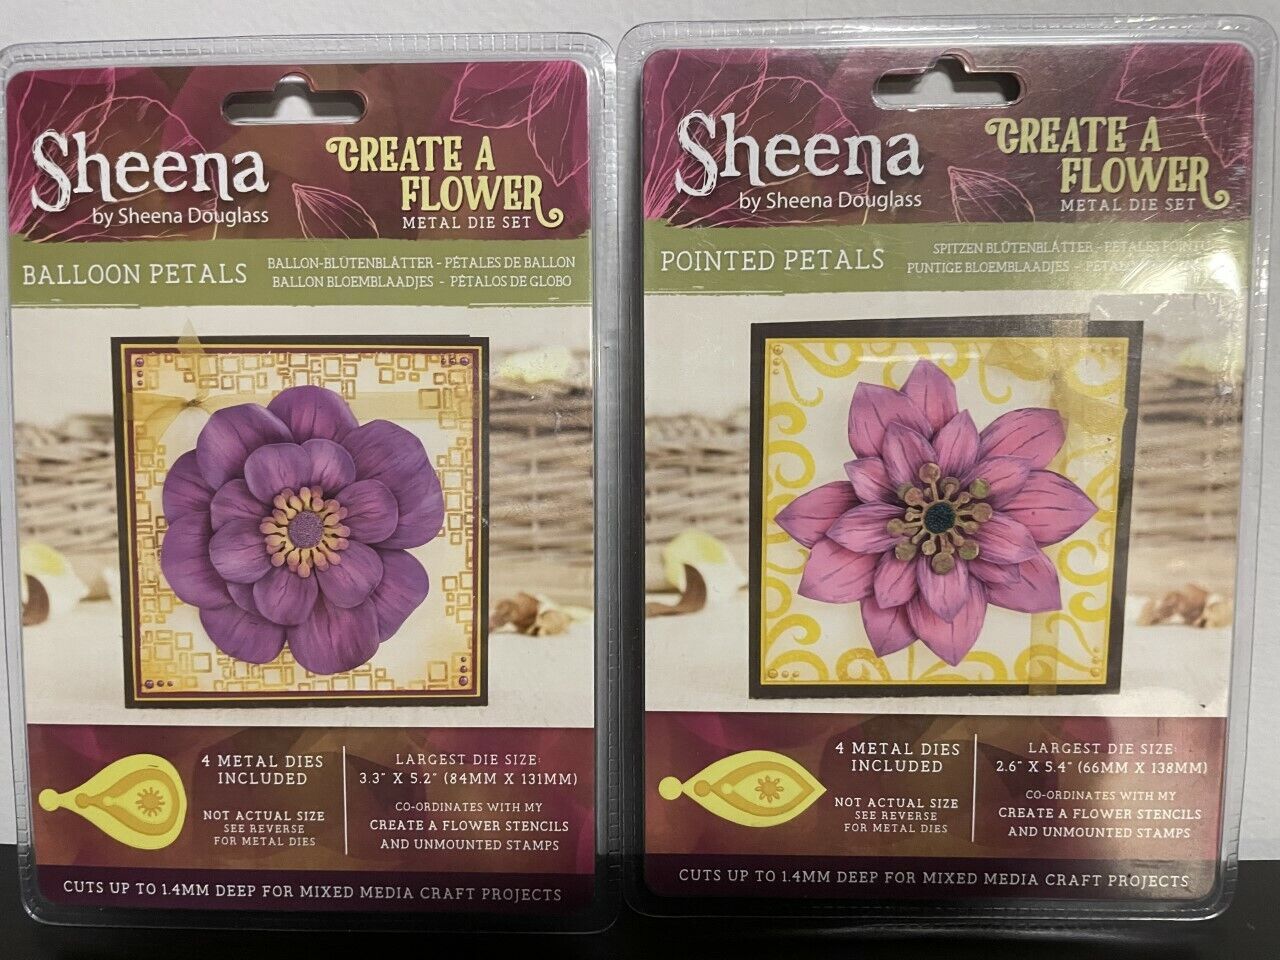 Sheena
by Sheena Douglass
CREATE A
FLOWER
METAL DIE SET
BALLOON PETALS
BALLON-BLÜTENBLÄTTER - PÉTALES DE BALLON
BALLON BLOEMBLAADJES - PÉTALOS DE GLOBO
4 METAL DIES
INCLUDED
NOT ACTUAL SIZE
SEE REVERSE
FOR METAL DIES
LARGEST DIE SIZE:
3.3" X 5.2" (84MM X 131MM)
CO-ORDINATES WITH MY
CREATE A FLOWER STENCILS
AND UNMOUNTED STAMPS
CUTS UP TO 1.4MM DEEP FOR MIXED MEDIA CRAFT PROJECTS
Sheena
by Sheena Douglass
CREATE A
FLOWER
METAL DIE SET
POINTED PETALS
SPITZEN BLÜTENBLÄTTER - PÉTALES
PUNTIGE BLOEMBLAADJES -
4 METAL DIES
INCLUDED
NOT ACTUAL SIZE
SEE REVERSE
FOR METAL DIES
LARGEST DIE SIZE:
2.6" X 5.4" (66MM X 138MM)
CO-ORDINATES WITH MY
CREATE A FLOWER STENCILS
AND UNMOUNTED STAMPS
CUTS UP TO 1.4MM DEEP FOR MIXED MEDIA CRAFT PROJECTS